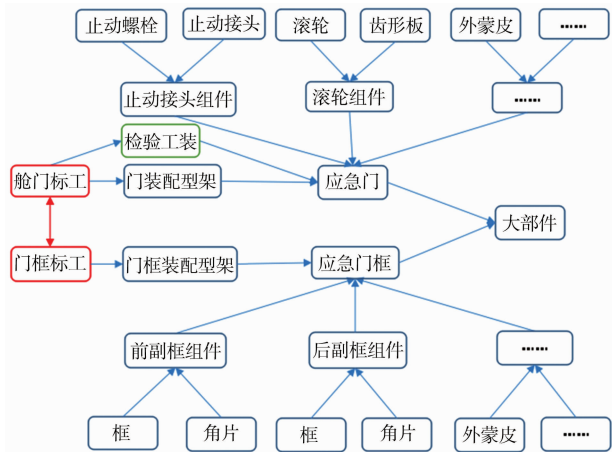 止动螺栓
止动接头
滚轮
齿形板
外蒙皮
……
止动接头组件
滚轮组件
……
检验工装
舱门标工
门装配型架
应急门
大部件
门框标工
门框装配型架
应急门框
前副框组件
后副框组件
……
框
角片
框
角片
外蒙皮
……